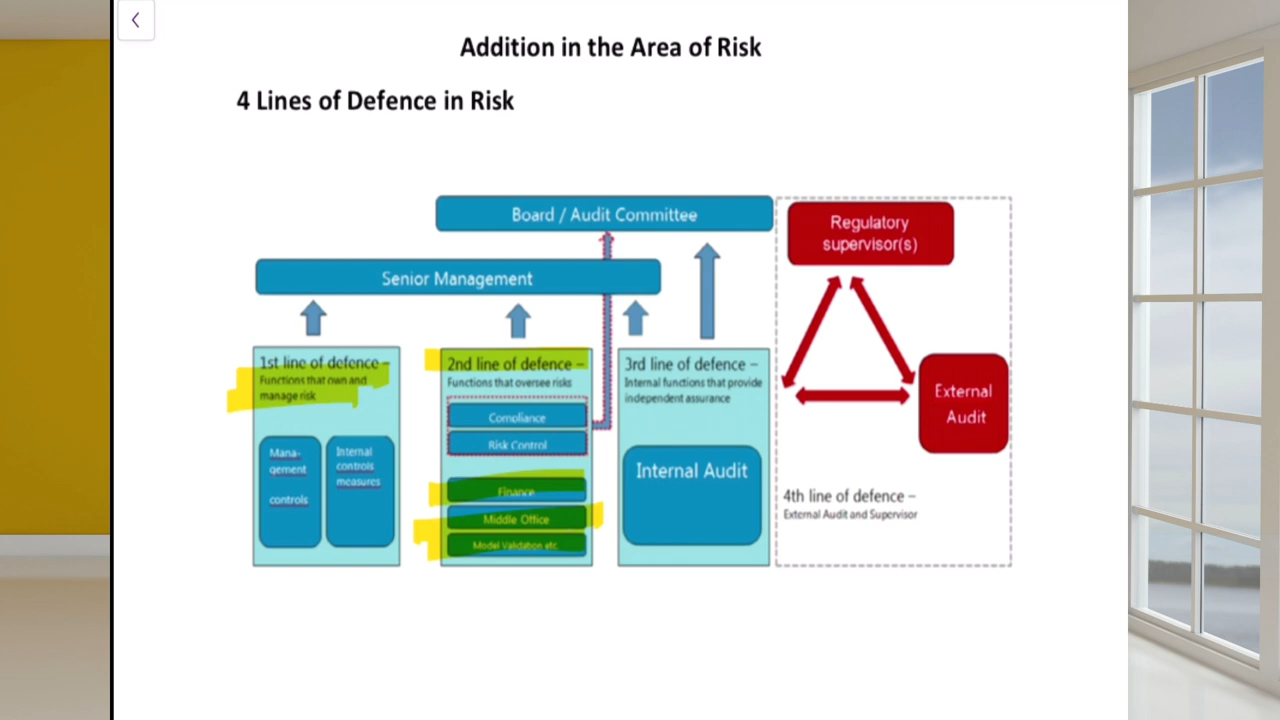 Addition in the Area of Risk
4 Lines of Defence in Risk
Board / Audit Committee
Senior Management
1st line of defence –
Functions that own and
manage risk
Mana-
gement
controls
Internal
controls
measures
2nd line of defence –
Functions that oversee risks
Compliance
Risk Control
Finance
Middle Office
Model Validation etc
3rd line of defence –
Internal functions that provide
independent assurance
Internal Audit
Regulatory
supervisor(s)
External
Audit
4th line of defence –
External Audit and Supervisor